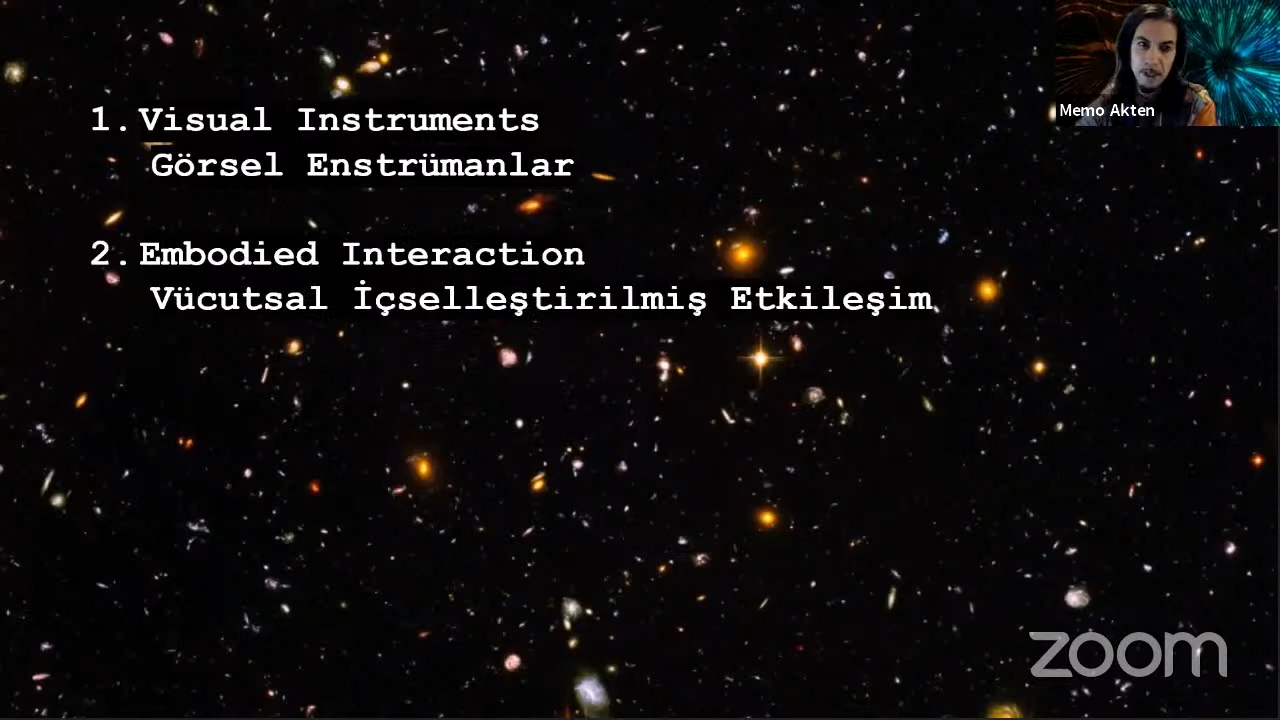 1. Visual Instruments
Görsel Enstrümanlar
2. Embodied Interaction
Vücutsal İçselleştirilmiş Etkileşim
Memo Akten
zoom